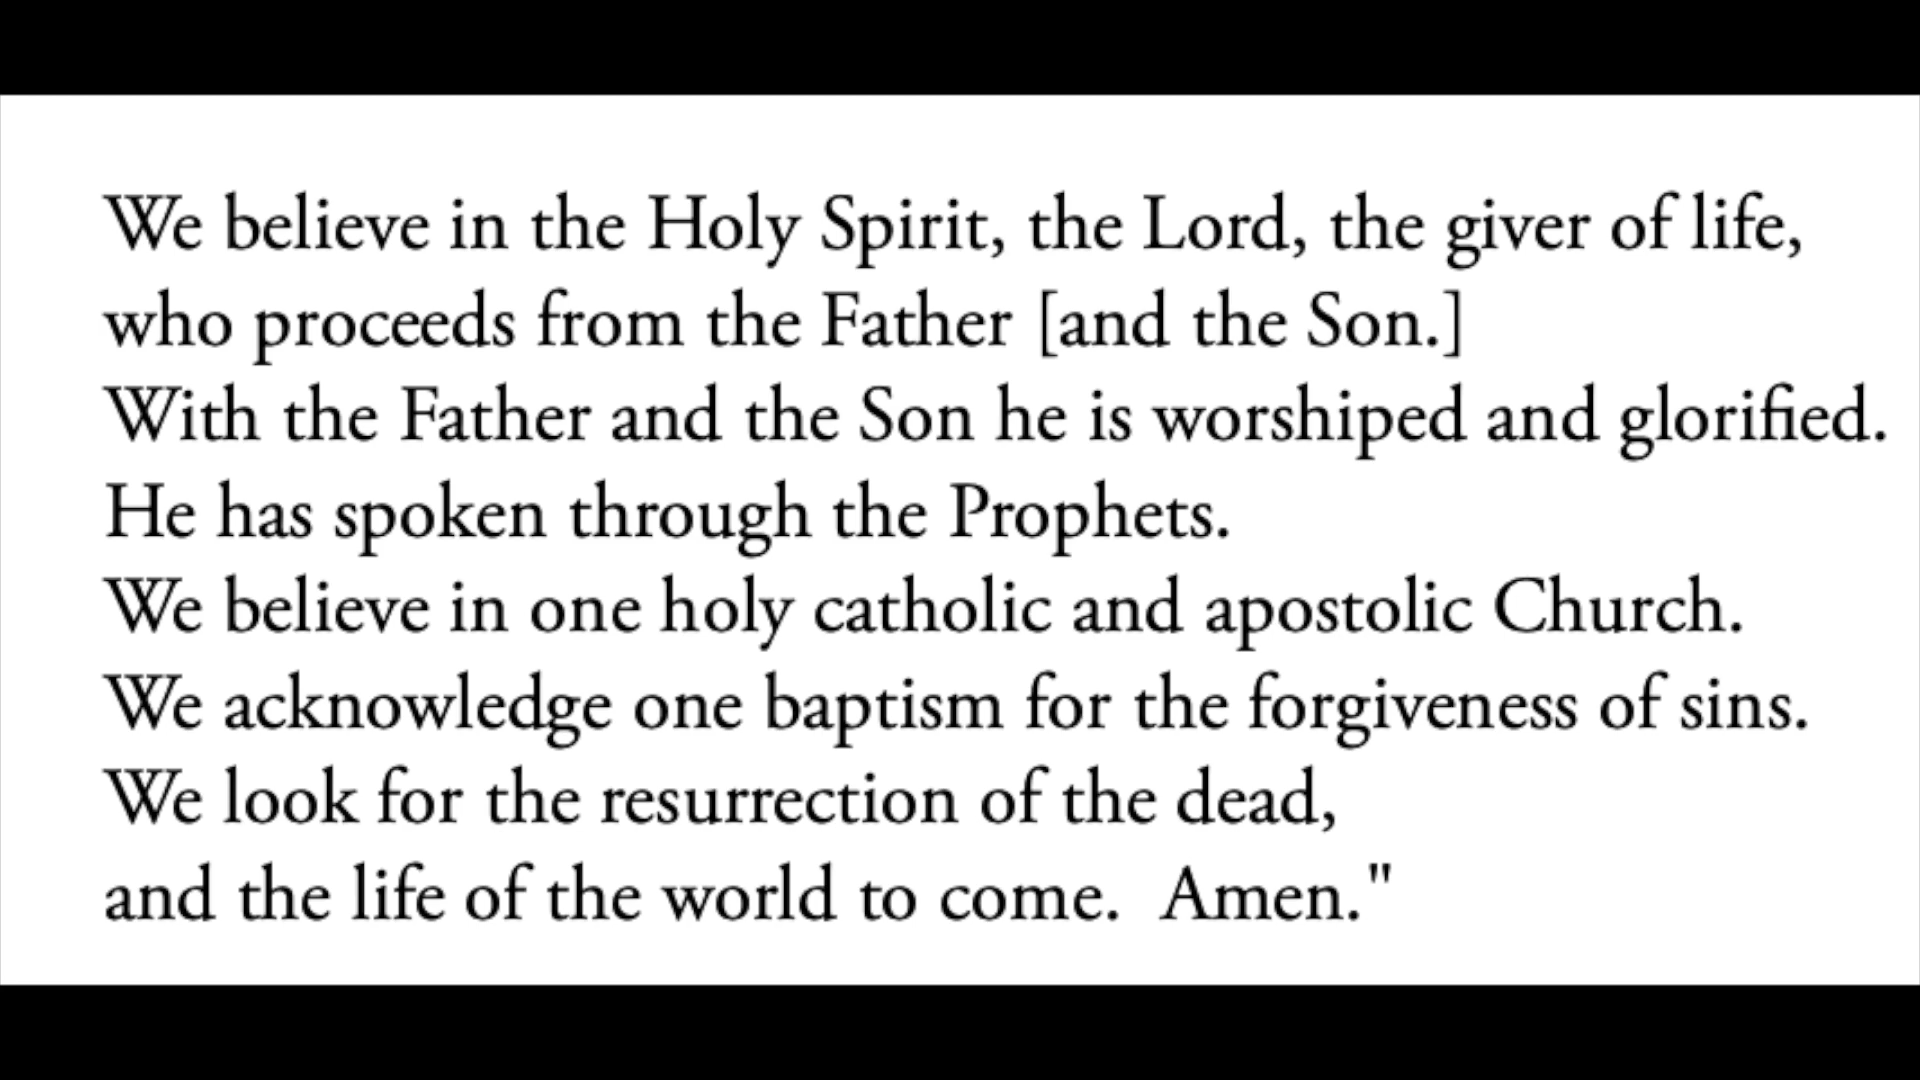 We believe in the Holy Spirit, the Lord, the giver of life,
who proceeds from the Father [and the Son.]
With the Father and the Son he is worshiped and glorified.
He has spoken through the Prophets.
We believe in one holy catholic and apostolic Church.
We acknowledge one baptism for the forgiveness of sins.
We look for the resurrection of the dead,
and the life of the world to come.  Amen."